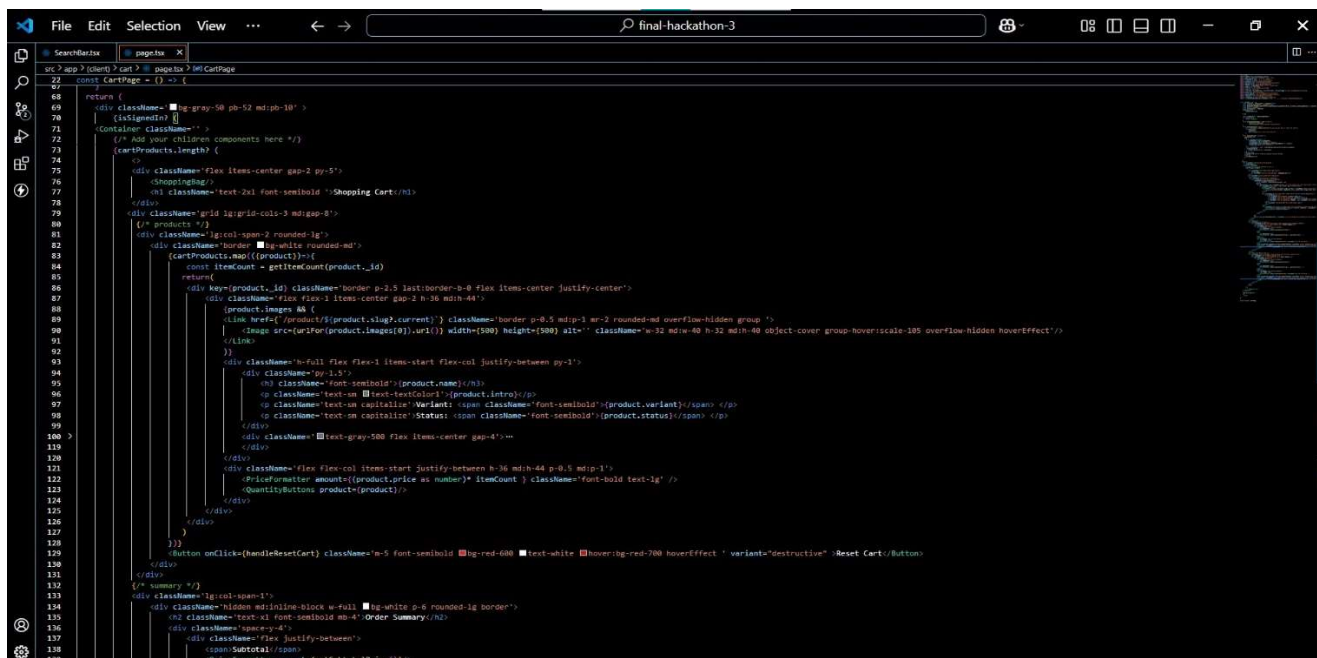 File Edit Selection View ··· ← → final-hackathon-3
SearchBar.tsx page.tsx
src > app > (client) > cart > page.tsx > CartPage
22 const CartPage = () => {
67 }
68 return (
69 <div className='bg-gray-50 pb-52 md:pb-10' >
70 {isSignedIn? (
71 <Container className='' >
72 {/* Add your children components here */}
73 {cartProducts.length? (
74 <>
75 <div className='flex items-center gap-2 py-5'>
76 <ShoppingBag/>
77 <h1 className='text-2xl font-semibold '>Shopping Cart</h1>
78 </div>
79 <div className='grid lg:grid-cols-3 md:gap-8'>
80 {/* products */}
81 <div className='lg:col-span-2 rounded-lg'>
82 <div className='border bg-white rounded-md'>
83 {cartProducts.map(({product})=>{
84 const itemCount = getItemCount(product._id)
85 return(
86 <div key={product._id} className='border p-2.5 last:border-b-0 flex items-center justify-center'>
87 <div className='flex flex-1 items-center gap-2 h-36 md:h-44'>
88 {product.images && (
89 <Link href={`/product/${product.slug?.current}`} className='border p-0.5 md:p-1 mr-2 rounded-md overflow-hidden group '>
90 <Image src={urlFor(product.images[0]).url()} width={500} height={500} alt='' className='w-32 md:w-40 h-32 md:h-40 object-cover group-hover:scale-105 overflow-hidden hoverEffect'/>
91 </Link>
92 )}
93 <div className='h-full flex flex-1 items-start flex-col justify-between py-1'>
94 <div className='py-1.5'>
95 <h3 className='font-semibold'>{product.name}</h3>
96 <p className='text-sm text-textColor1'>{product.intro}</p>
97 <p className='text-sm capitalize'>Variant: <span className='font-semibold'>{product.variant}</span> </p>
98 <p className='text-sm capitalize'>Status: <span className='font-semibold'>{product.status}</span> </p>
99 </div>
100 <div className='text-gray-500 flex items-center gap-4'>···
119 </div>
120 </div>
121 <div className='flex flex-col items-start justify-between h-36 md:h-44 p-0.5 md:p-1'>
122 <PriceFormatter amount={(product.price as number)* itemCount } className='font-bold text-lg' />
123 <QuantityButtons product={product}/>
124 </div>
125 </div>
126 </div>
127 )
128 })}
129 <Button onClick={handleResetCart} className='m-5 font-semibold bg-red-600 text-white hover:bg-red-700 hoverEffect ' variant="destructive" >Reset Cart</Button>
130 </div>
131 </div>
132 {/* summary */}
133 <div className='lg:col-span-1'>
134 <div className='hidden md:inline-block w-full bg-white p-6 rounded-lg border'>
135 <h2 className='text-xl font-semibold mb-4'>Order Summary</h2>
136 <div className='space-y-4'>
137 <div className='flex justify-between'>
138 <span>Subtotal</span>